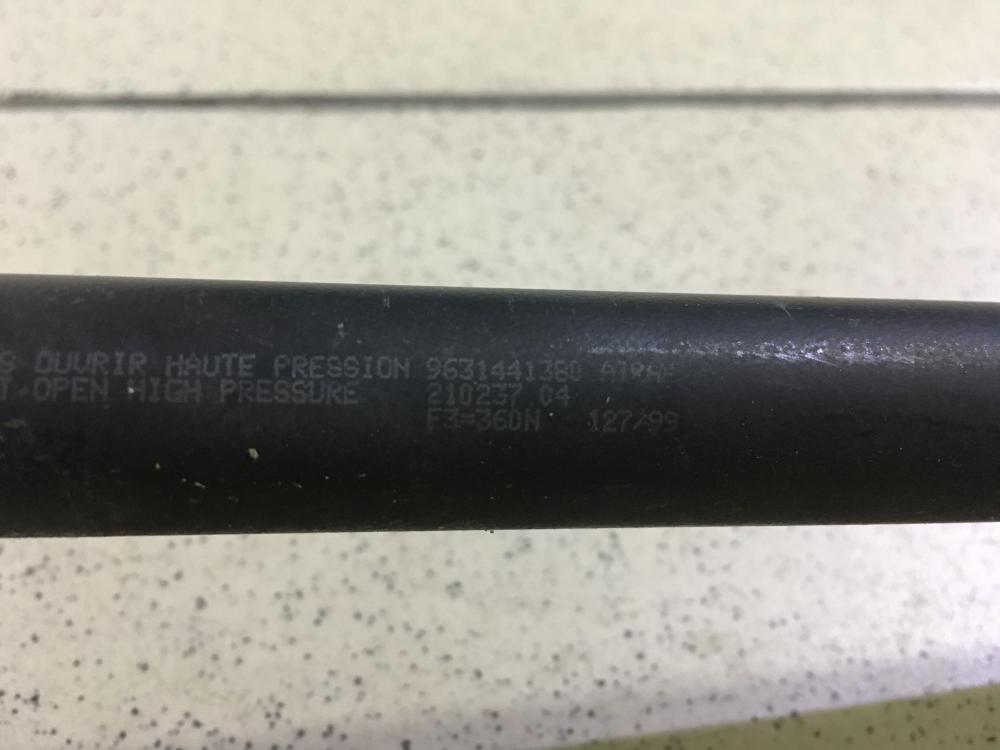 S OUVRIR HAUTE PRESSION 9631441380
T OPEN HIGH PRESSURE 210237 04
F3=360N 127/99